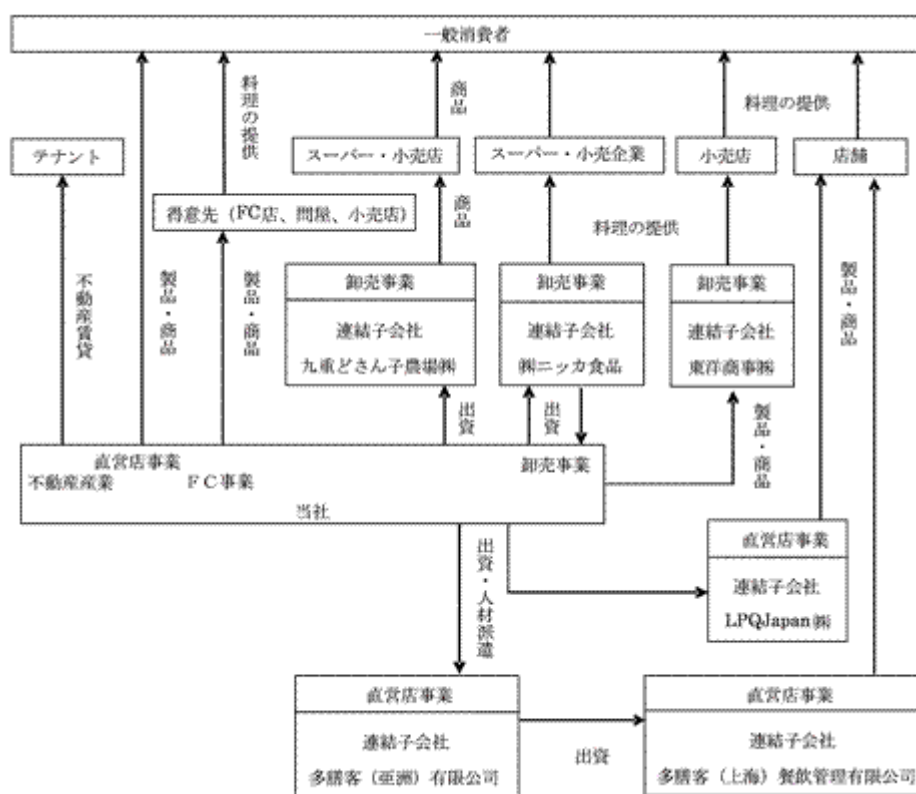 一般消費者
料理の提供
商品
料理の提供
テナント
スーパー・小売店
スーパー・小売企業
小売店
店舗
得意先（FC店、問屋、小売店）
商品
料理の提供
不動産賃貸
製品・商品
製品・商品
卸売事業
連結子会社
九重どさん子農場㈱
卸売事業
連結子会社
㈱ニッカ食品
卸売事業
連結子会社
東洋商事㈱
製品・商品
出資
出資
製品・商品
直営店事業
不動産産業
ＦＣ事業
卸売事業
当社
出資・人材派遣
直営店事業
連結子会社
LPQJapan㈱
直営店事業
連結子会社
多膳客（亜洲）有限公司
出資
直営店事業
連結子会社
多膳客（上海）餐飲管理有限公司